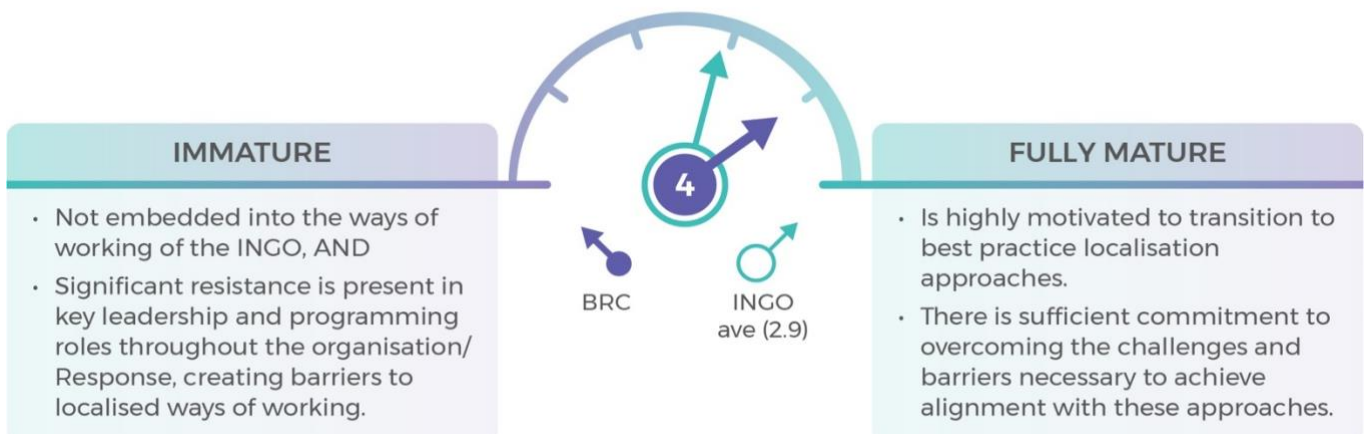 IMMATURE
• Not embedded into the ways of
working of the INGO, AND
• Significant resistance is present in
key leadership and programming
roles throughout the organisation/
Response, creating barriers to
localised ways of working.
4
BRC
INGO
ave (2.9)
FULLY MATURE
• Is highly motivated to transition to
best practice localisation
approaches.
• There is sufficient commitment to
overcoming the challenges and
barriers necessary to achieve
alignment with these approaches.